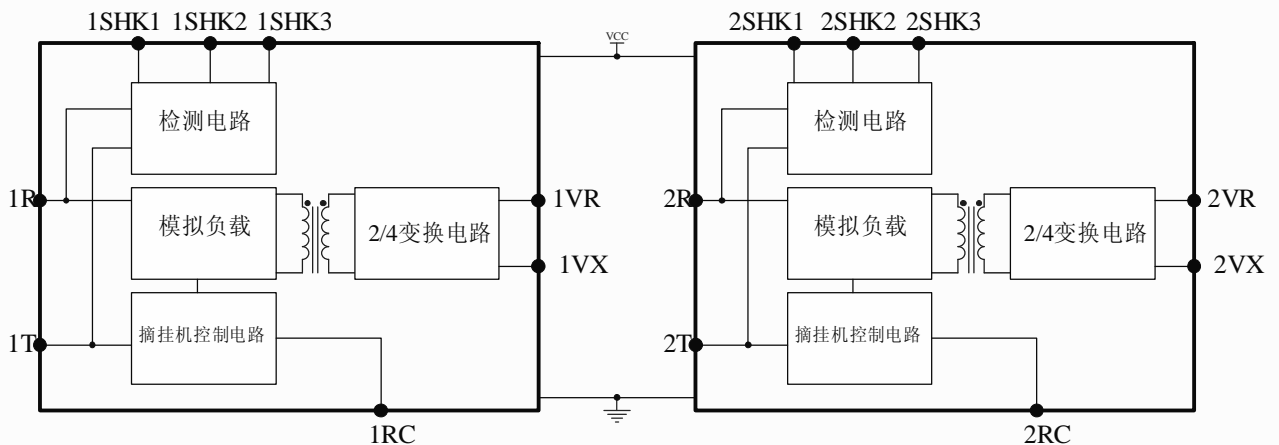 1SHK1 1SHK2 1SHK3
VCC
2SHK1 2SHK2 2SHK3
检测电路
检测电路
1R
模拟负载
2/4变换电路
1VR
1VX
2R
模拟负载
2/4变换电路
2VR
2VX
1T
摘挂机控制电路
2T
摘挂机控制电路
1RC
2RC